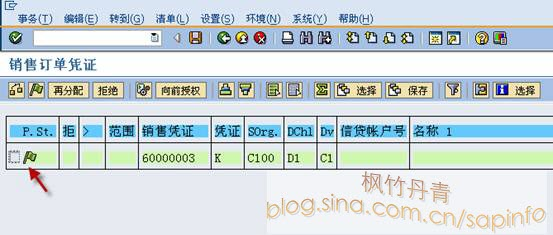 事务(T) 编辑(E) 转到(G) 清单(L) 设置(S) 环境(N) 系统(Y) 帮助(H)
销售订单凭证
再分配 拒绝 向前授权 选择 保存 选择
P.St. 拒 > 范围 销售凭证 凭证 SOrg. DChl Dv 信贷帐户号 名称 1
60000003 K C100 D1 C1
枫竹丹青
blog.sina.com.cn/sapinfo